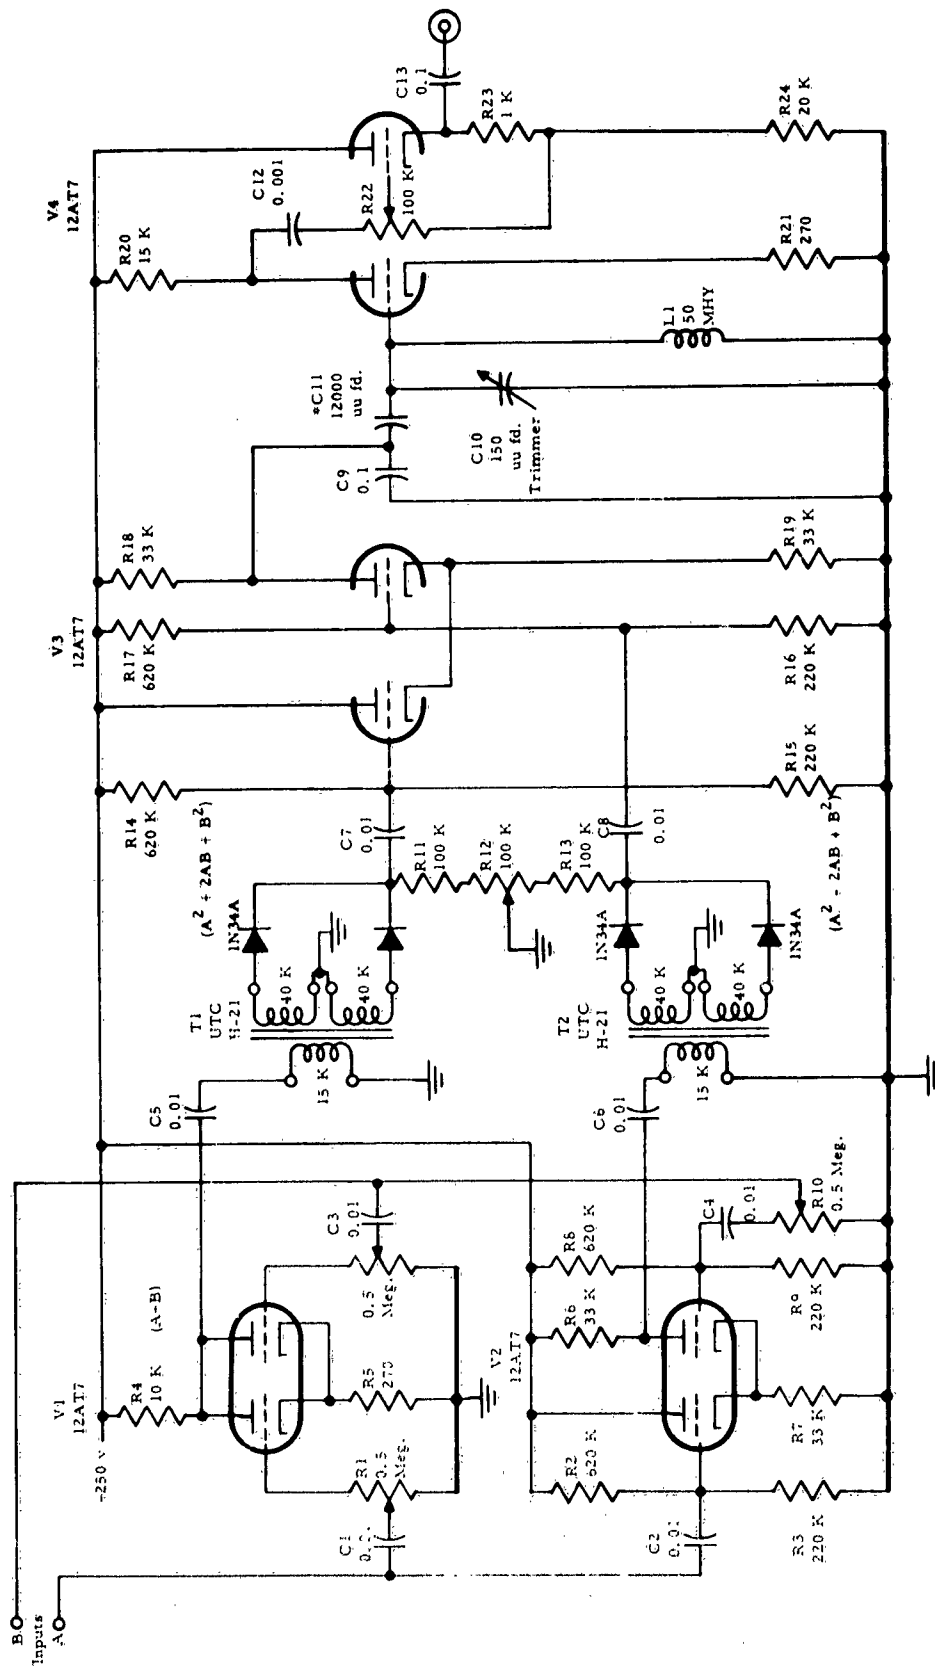 B
Inputs
A
-250 v
V1
12AT7
R4
10 K
(A-B)
C5
0.01
R1
0.5
Meg.
R5
270
0.5
Meg.
C3
0.01
C1
V2
12AT7
R2
620 K
R6
33 K
R8
620 K
C2
0.01
R3
220 K
R7
33 K
R9
220 K
C4
0.01
R10
0.5 Meg.
C6
0.01
T1
UTC
H-21
15 K
40 K
40 K
1N34A
(A² + 2AB + B²)
T2
UTC
H-21
15 K
40 K
40 K
1N34A
1N34A
(A² - 2AB + B²)
R11
100 K
R12
100 K
R13
100 K
C7
0.01
C8
0.01
R14
620 K
R15
220 K
V3
12AT7
R17
620 K
R18
33 K
R16
220 K
R19
33 K
C9
0.1
*C11
12000
uu fd.
C10
150
uu fd.
Trimmer
L1
50
MHY
V4
12AT7
R20
15 K
C12
0.001
R22
100 K
R21
270
C13
0.1
R23
1 K
R24
20 K